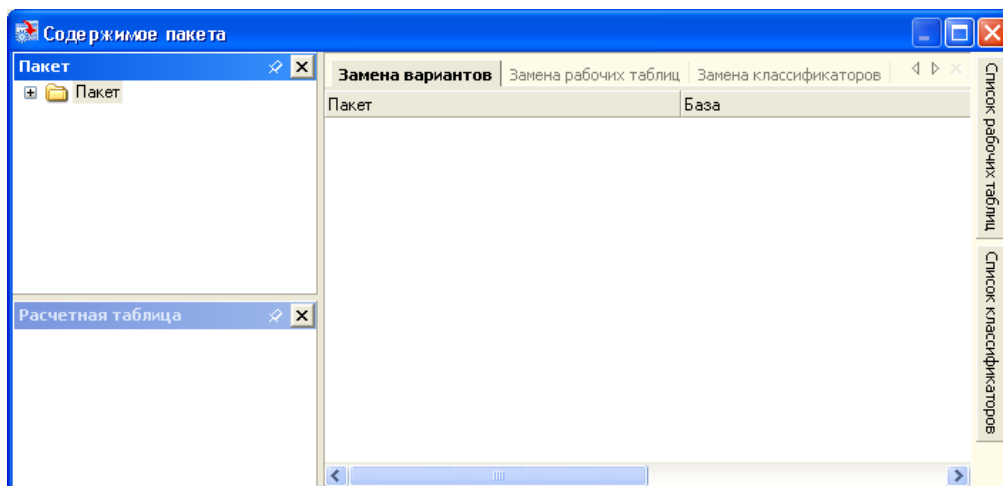 Содержимое пакета
Пакет
Пакет
Расчетная таблица
Замена вариантов
Замена рабочих таблиц
Замена классификаторов
Пакет
База
Список рабочих таблиц
Список классификаторов